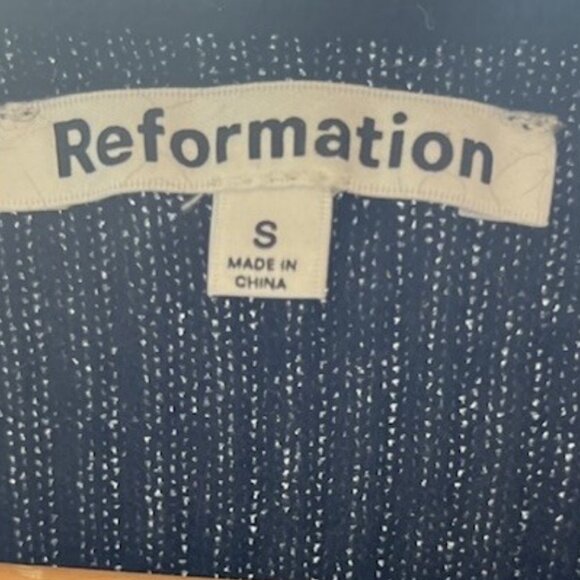 Reformation
S
MADE IN
CHINA